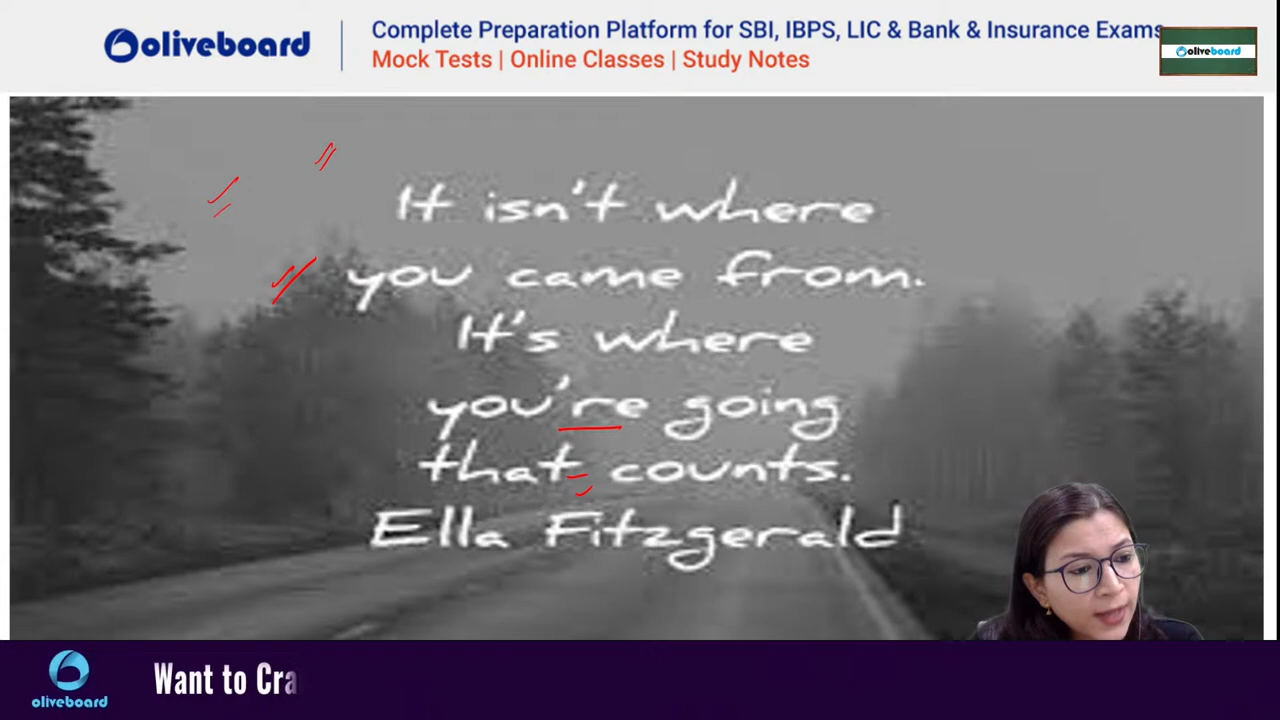 oliveboard
Complete Preparation Platform for SBI, IBPS, LIC & Bank & Insurance Exams
Mock Tests | Online Classes | Study Notes
oliveboard
It isn't where
you came from.
It's where
you're going
that counts.
Ella Fitzgerald
oliveboard
Want to Cra